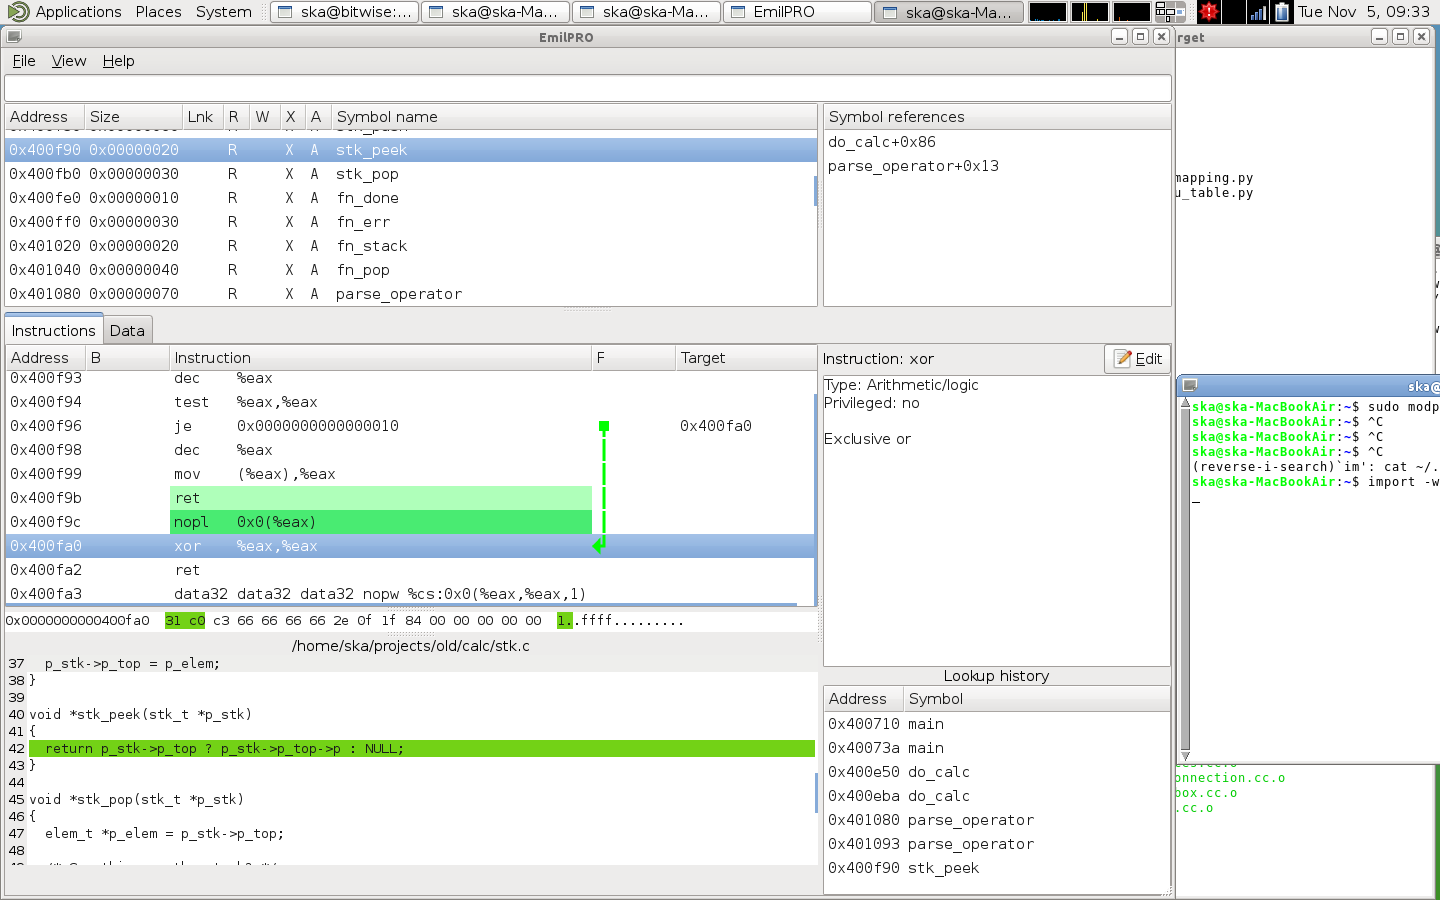 Applications Places System ska@bitwise:... ska@ska-Ma... ska@ska-Ma... EmilPRO ska@ska-Ma... Tue Nov 5, 09:33
EmilPRO
rget
File View Help
Address Size Lnk R W X A Symbol name
0x400f90 0x00000020 R X A stk_peek
0x400fb0 0x00000030 R X A stk_pop
0x400fe0 0x00000010 R X A fn_done
0x400ff0 0x00000030 R X A fn_err
0x401020 0x00000020 R X A fn_stack
0x401040 0x00000040 R X A fn_pop
0x401080 0x00000070 R X A parse_operator
Symbol references
do_calc+0x86
parse_operator+0x13
mapping.py
u_table.py
Instructions Data
Address B Instruction F Target
0x400f93 dec %eax
0x400f94 test %eax,%eax
0x400f96 je 0x0000000000000010 0x400fa0
0x400f98 dec %eax
0x400f99 mov (%eax),%eax
0x400f9b ret
0x400f9c nopl 0x0(%eax)
0x400fa0 xor %eax,%eax
0x400fa2 ret
0x400fa3 data32 data32 data32 nopw %cs:0x0(%eax,%eax,1)
0x0000000000400fa0 31 c0 c3 66 66 66 66 2e 0f 1f 84 00 00 00 00 00 1..ffff.........
/home/ska/projects/old/calc/stk.c
37 p_stk->p_top = p_elem;
38 }
39
40 void *stk_peek(stk_t *p_stk)
41 {
42 return p_stk->p_top ? p_stk->p_top->p : NULL;
43 }
44
45 void *stk_pop(stk_t *p_stk)
46 {
47 elem_t *p_elem = p_stk->p_top;
48
Instruction: xor Edit
Type: Arithmetic/logic
Privileged: no
Exclusive or
Lookup history
Address Symbol
0x400710 main
0x40073a main
0x400e50 do_calc
0x400eba do_calc
0x401080 parse_operator
0x401093 parse_operator
0x400f90 stk_peek
ska@
ska@ska-MacBookAir:~$ sudo modp
ska@ska-MacBookAir:~$ ^C
ska@ska-MacBookAir:~$ ^C
ska@ska-MacBookAir:~$ ^C
(reverse-i-search)`im': cat ~/.
ska@ska-MacBookAir:~$ import -w
onnection.cc.o
box.cc.o
.cc.o